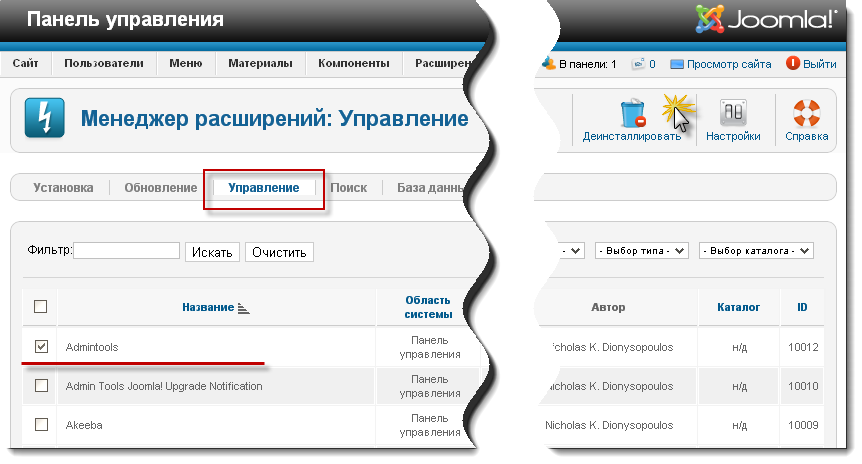 Панель управления
Joomla!
Сайт Пользователи Меню Материалы Компоненты Расширен В панели: 1 0 Просмотр сайта Выйти
Менеджер расширений: Управление
Деинсталлировать Настройки Справка
Установка Обновление Управление Поиск База данны
Фильтр: Искать Очистить - - Выбор типа - - Выбор каталога -
Название Область системы Автор Каталог ID
Admintools Панель управления icholas K. Dionysopoulos н/д 10012
Admin Tools Joomla! Upgrade Notification Панель управления Nicholas K. Dionysopoulos н/д 10010
Akeeba Панель управления Nicholas K. Dionysopoulos н/д 10009